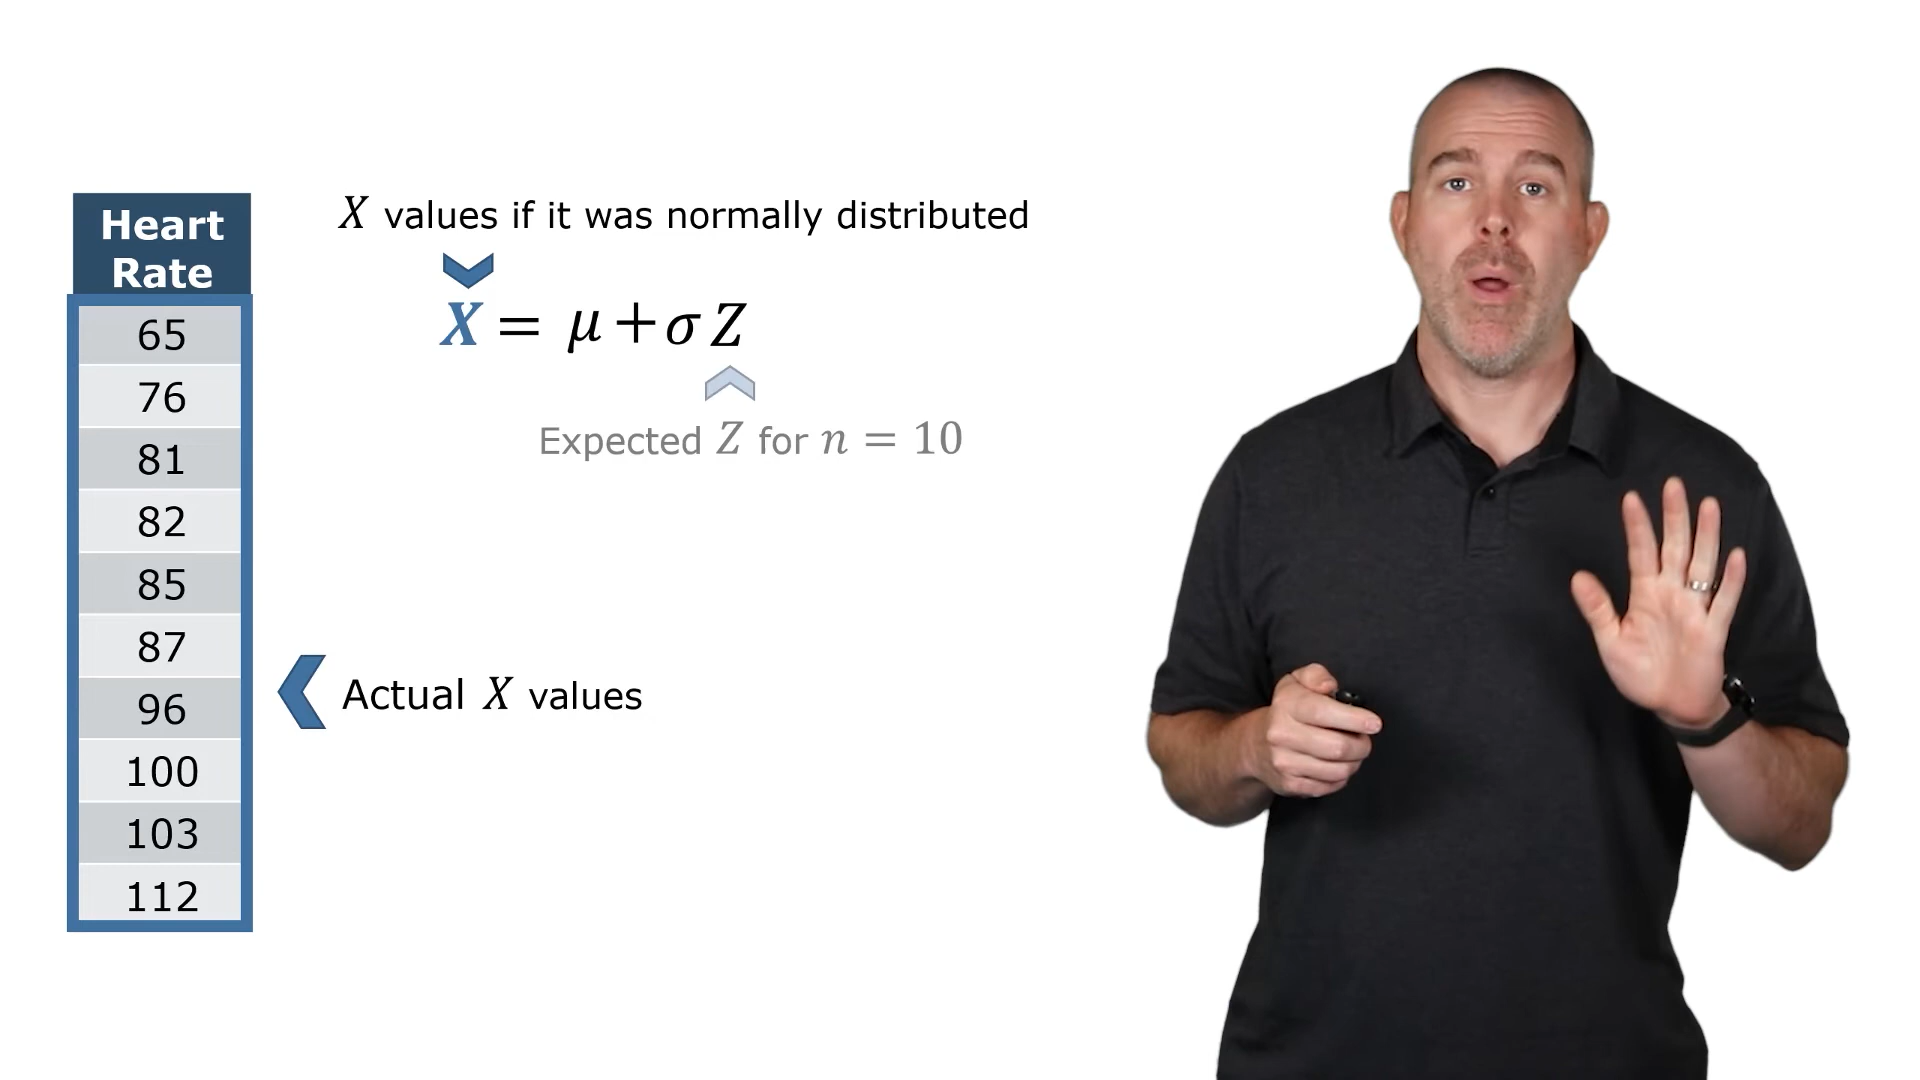 Heart
Rate
65
76
81
82
85
87
96
100
103
112
X values if it was normally distributed
X = μ + σ Z
Expected Z for n = 10
Actual X values